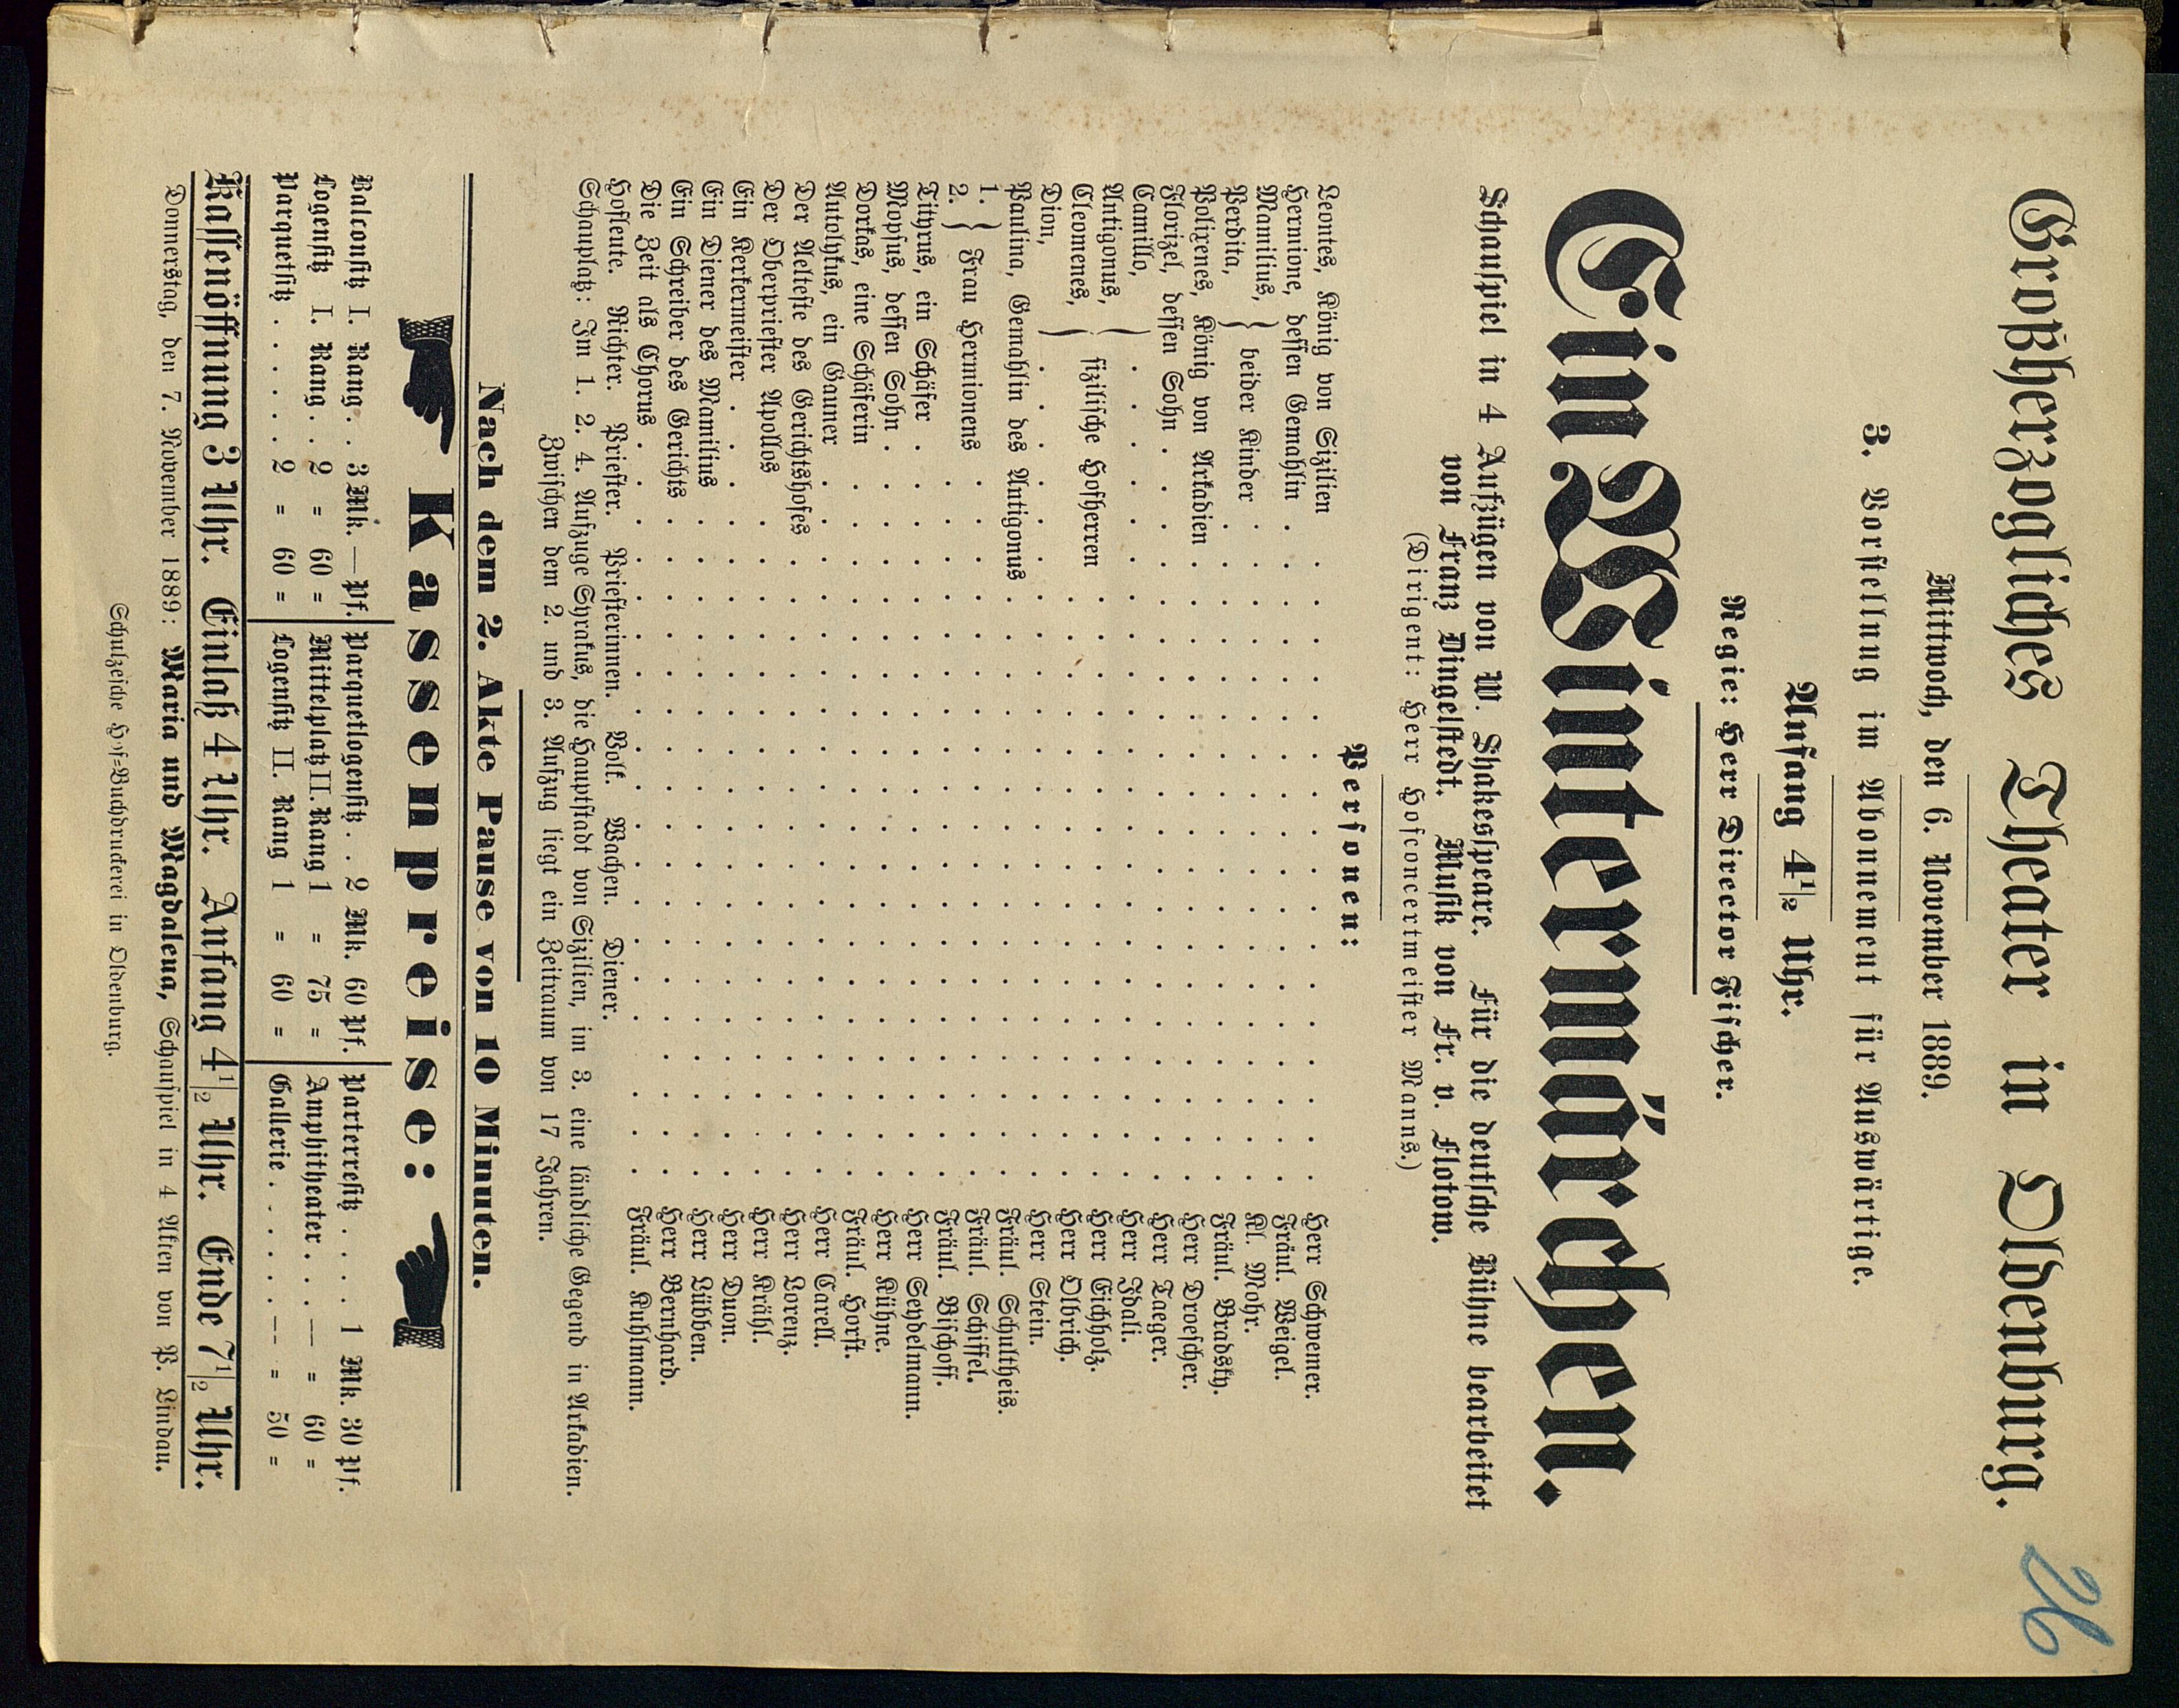 26
Großherzogliches Theater in Oldenburg.
Mittwoch, den 6. November 1889.
3. Vorstellung im Abonnement für Auswärtige.
Anfang 4½ Uhr.
Regie: Herr Director Fischer.
Ein Wintermärchen.
Schauspiel in 4 Aufzügen von W. Shakesspeare. Für die deutsche Bühne bearbeitet
von Franz Dingelstedt. Musik von Fr. v. Flotow.
(Dirigent: Herr Hofconcertmeister Manns.)
Personen:
Leontes, König von Sizilien . . . . Herr Schwemer.
Hermione, dessen Gemahlin . . . . Fräul. Weigel.
Mamilius, } beider Kinder . . . . Kl. Mohr.
Perdita, } . . . . Fräul. Bradsky.
Polixenes, König von Arkadien . . . . Herr Droescher.
Florizel, dessen Sohn . . . . Herr Taeger.
Camillo, } . . . . Herr Idali.
Antigonus, } sizilische Hofherren . . . . Herr Eichholz.
Cleomenes, } . . . . Herr Olbrich.
Dion, } . . . . Herr Stein.
Paulina, Gemahlin des Antigonus . . . . Fräul. Schultheis.
1. } Frau Hermionens . . . . Fräul. Schiffel.
2. } . . . . Fräul. Bischoff.
Tityrus, ein Schäfer . . . . Herr Seydelmann.
Mopsus, dessen Sohn . . . . Herr Kühne.
Dorkas, eine Schäferin . . . . Fräul. Horst.
Autolykus, ein Gauner . . . . Herr Carell.
Der Aelteste des Gerichtshofes . . . . Herr Lorenz.
Der Oberpriester Apollos . . . . Herr Krähl.
Ein Kerkermeister . . . . Herr Duon.
Ein Diener des Mamilius . . . . Herr Lübben.
Ein Schreiber des Gerichts . . . . Herr Bernhard.
Die Zeit als Chorus . . . . Fräul. Kuhlmann.
Hofleute. Richter. Priester. Priesterinnen. Volk. Wachen. Diener.
Schauplatz: Im 1. 2. 4. Aufzuge Syrakus, die Hauptstadt von Sizilien, im 3. eine ländliche Gegend in Arkadien.
Zwischen dem 2. und 3. Aufzug liegt ein Zeitraum von 17 Jahren.
Nach dem 2. Akte Pause von 10 Minuten.
Kassenpreise:
Balconsitz I. Rang . . 3 Mk. — Pf. Parquetlogensitz . . 2 Mk. 60 Pf. Parterresitz . . . . 1 Mk. 30 Pf.
Logensitz I. Rang . . 2 = 60 = Mittelplatz II. Rang 1 = 75 = Amphitheater . . . — = 60 =
Parquetsitz . . . . . . 2 = 60 = Logensitz II. Rang 1 = 60 = Gallerie . . . . . . — = 50 =
Kassenöffnung 3 Uhr. Einlaß 4 Uhr. Anfang 4½ Uhr. Ende 7½ Uhr.
Donnerstag, den 7. November 1889: Maria und Magdalena, Schauspiel in 4 Akten von P. Lindau.
Schulzesche Hof=Buchdruckerei in Oldenburg.